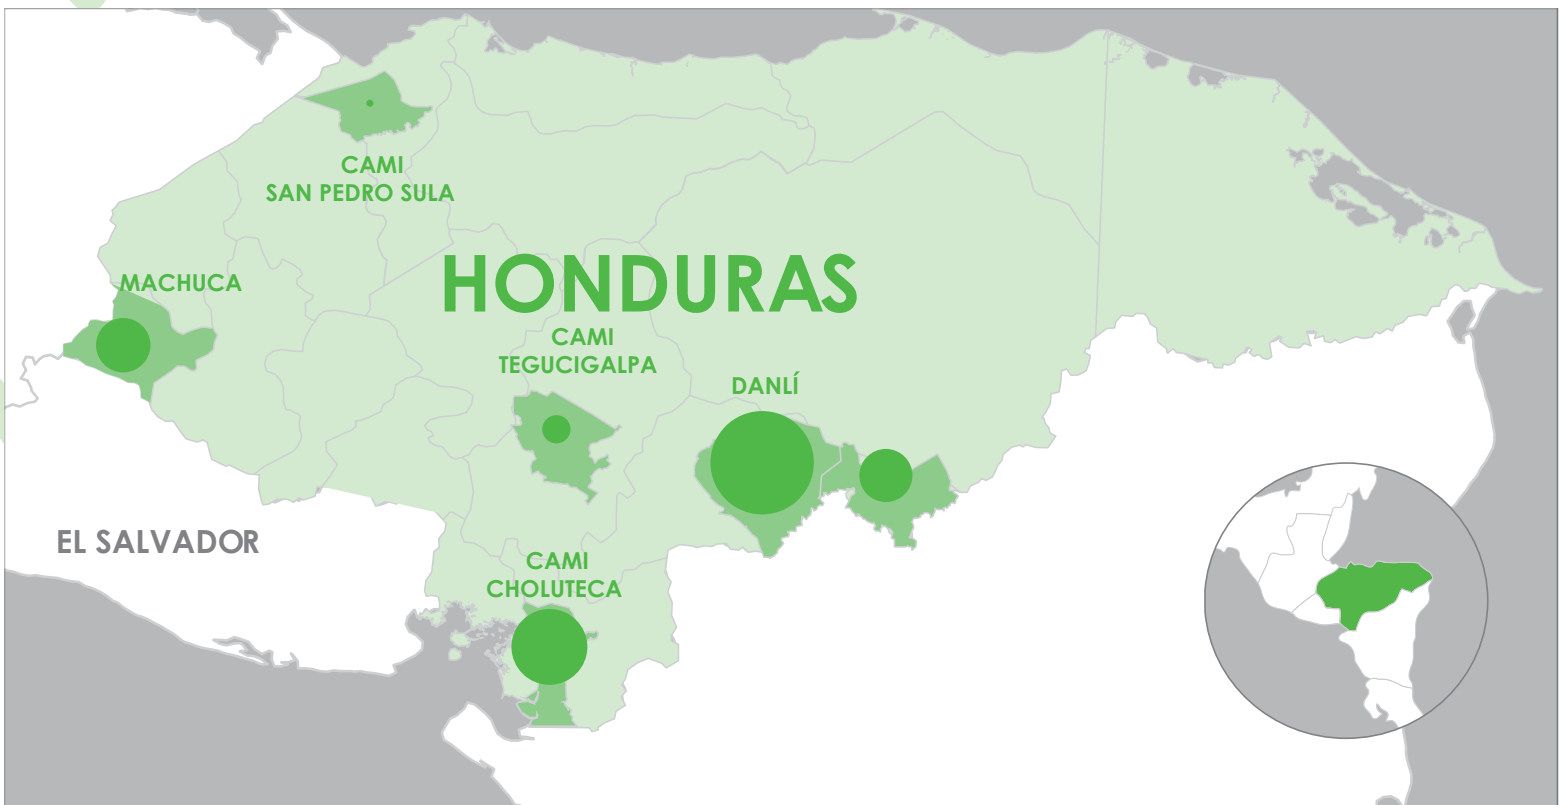 CAMI
SAN PEDRO SULA
MACHUCA
HONDURAS
CAMI
TEGUCIGALPA
DANLÍ
EL SALVADOR
CAMI
CHOLUTECA